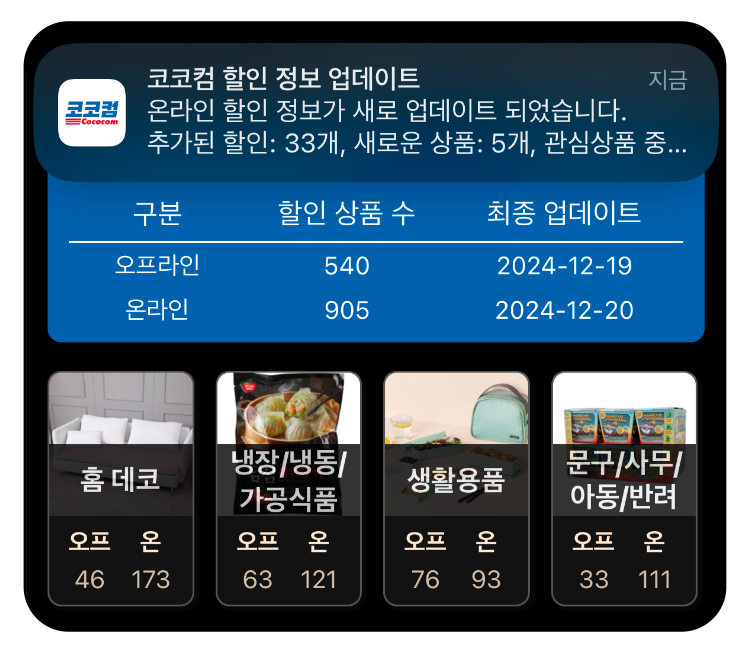 코코컴 할인 정보 업데이트 지금
코코컴
Cococom
온라인 할인 정보가 새로 업데이트 되었습니다.
추가된 할인: 33개, 새로운 상품: 5개, 관심상품 중...
구분 할인 상품 수 최종 업데이트
오프라인 540 2024-12-19
온라인 905 2024-12-20
홈 데코
오프 온
46 173
냉장/냉동/
가공식품
오프 온
63 121
생활용품
오프 온
76 93
문구/사무/
아동/반려
오프 온
33 111